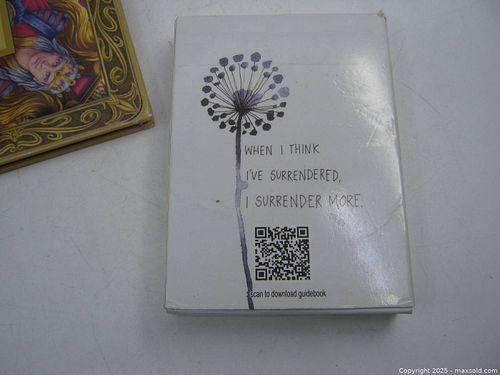 WHEN I THINK
I'VE SURRENDERED,
I SURRENDER MORE.
scan to download guidebook
Copyright 2025 - maxsold.com